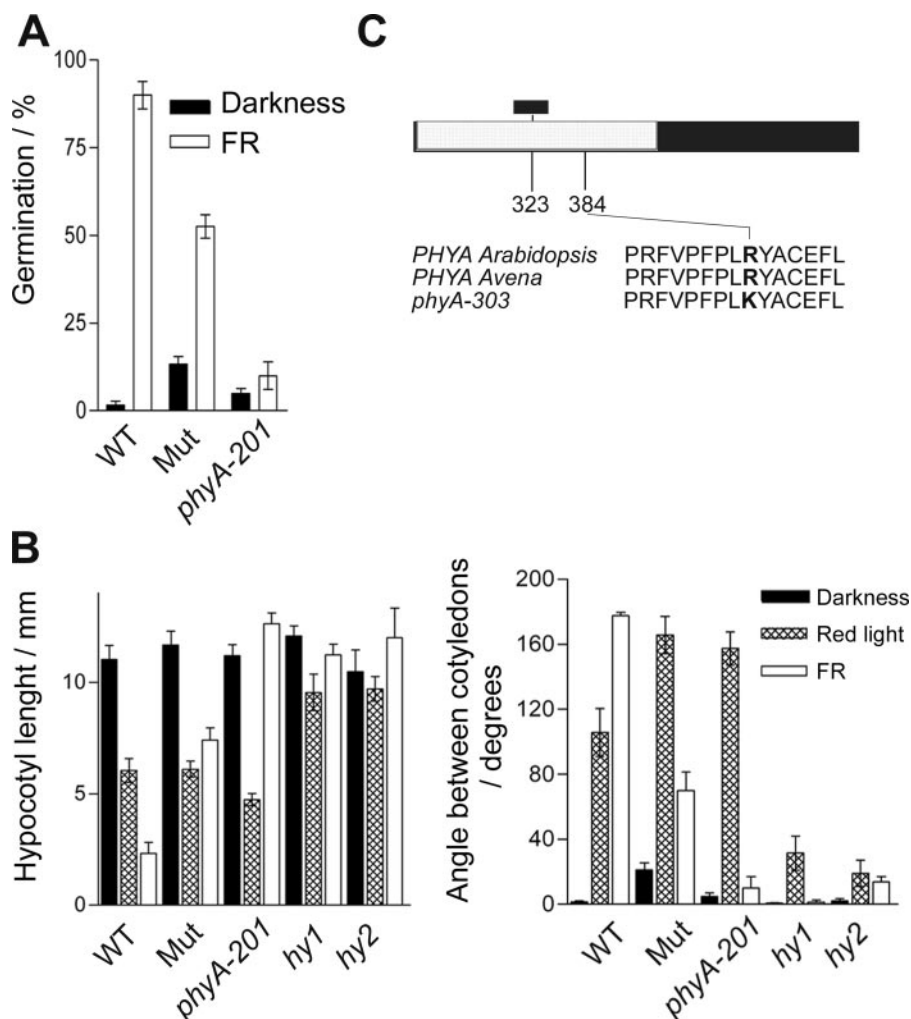 A
Germination / %
100
75
50
25
0
Darkness
FR
WT
Mut
phyA-201
C
323
384
PHYA Arabidopsis PRFVPFPLRYACEFL
PHYA Avena PRFVPFPLRYACEFL
phyA-303 PRFVPFPLKYACEFL
B
Hypocotyl lenght / mm
10
5
0
WT
Mut
phyA-201
hy1
hy2
Angle between cotyledons
/ degrees
200
160
120
80
40
0
Darkness
Red light
FR
WT
Mut
phyA-201
hy1
hy2